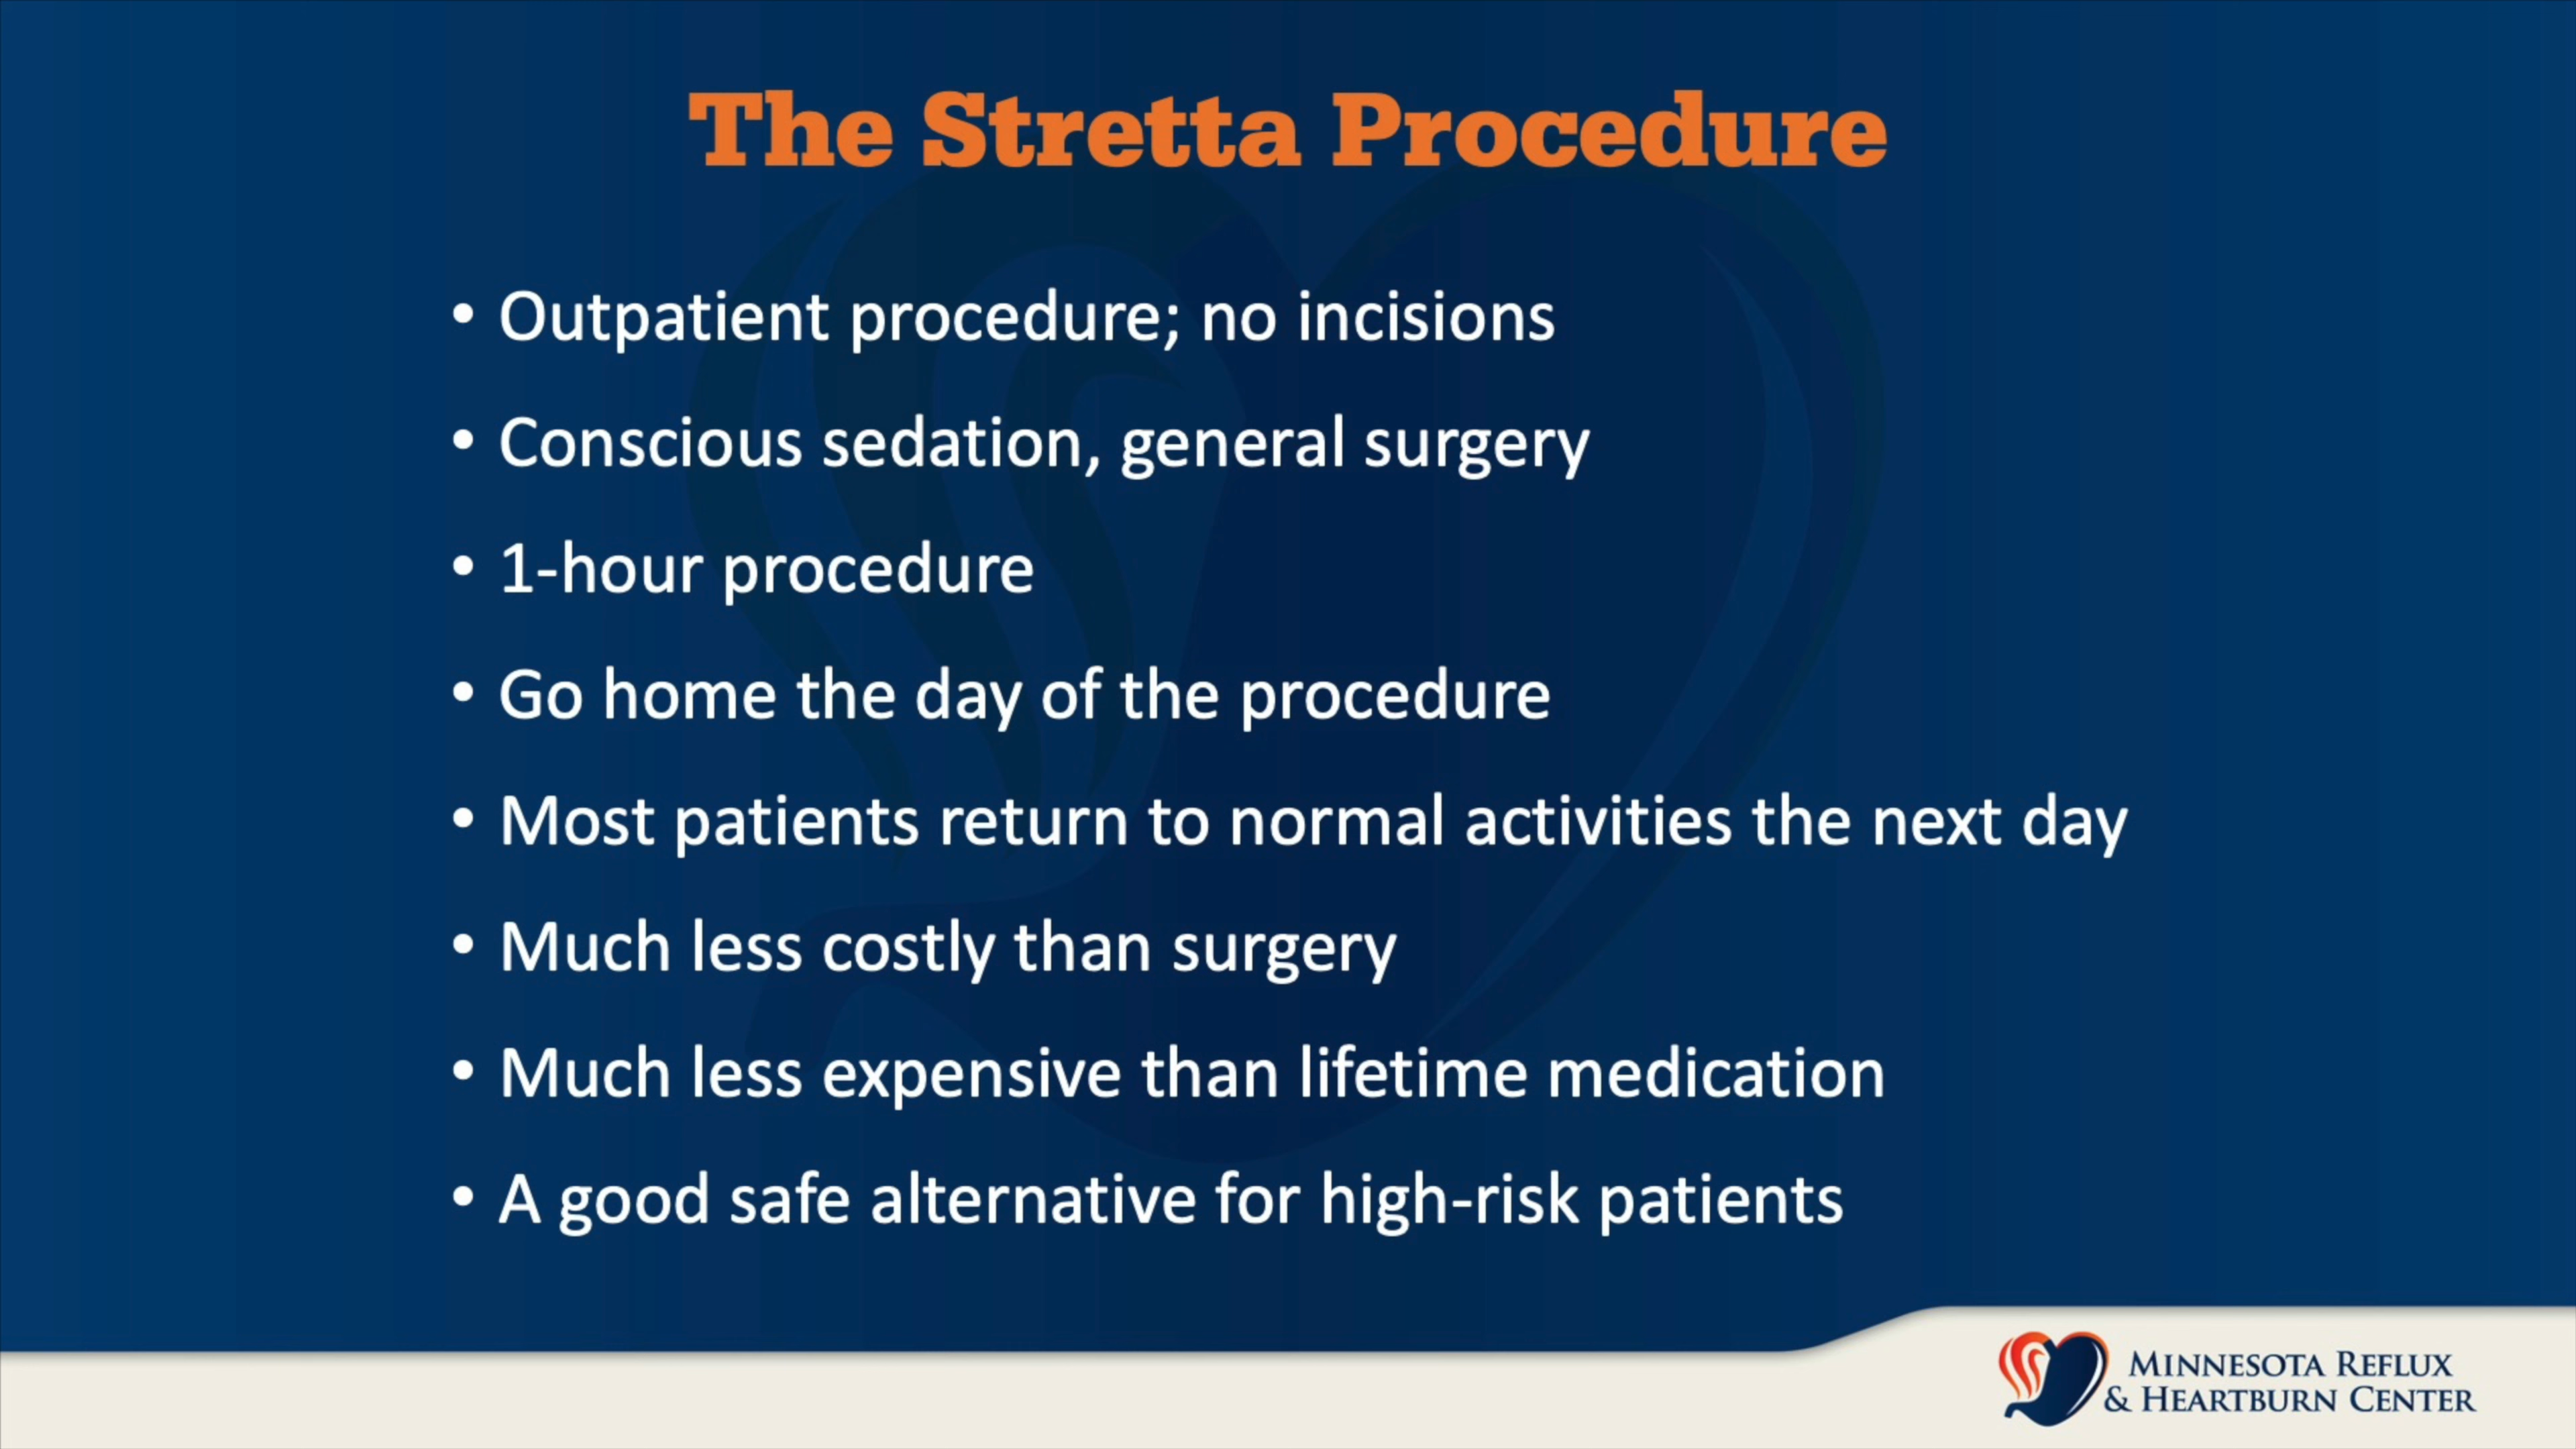 The Stretta Procedure
• Outpatient procedure; no incisions
• Conscious sedation, general surgery
• 1-hour procedure
• Go home the day of the procedure
• Most patients return to normal activities the next day
• Much less costly than surgery
• Much less expensive than lifetime medication
• A good safe alternative for high-risk patients
MINNESOTA REFLUX
& HEARTBURN CENTER